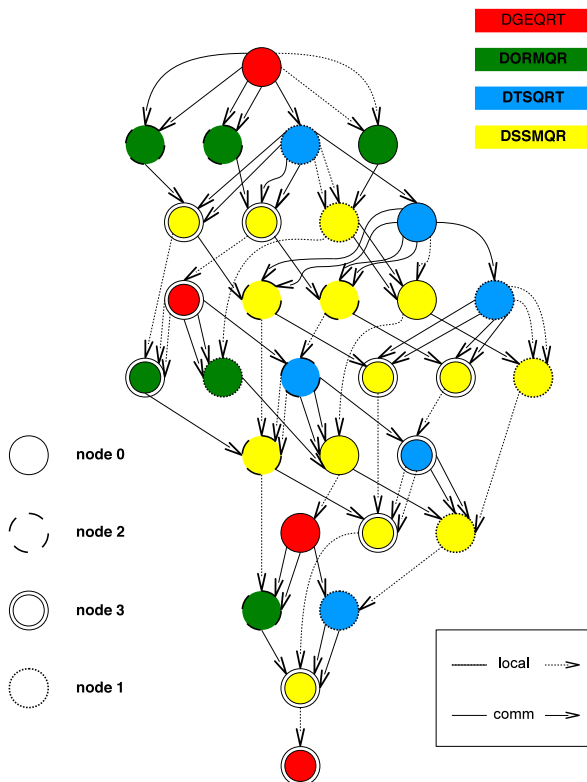 DGEQRT
DORMQR
DTSQRT
DSSMQR
node 0
node 2
node 3
node 1
local
comm